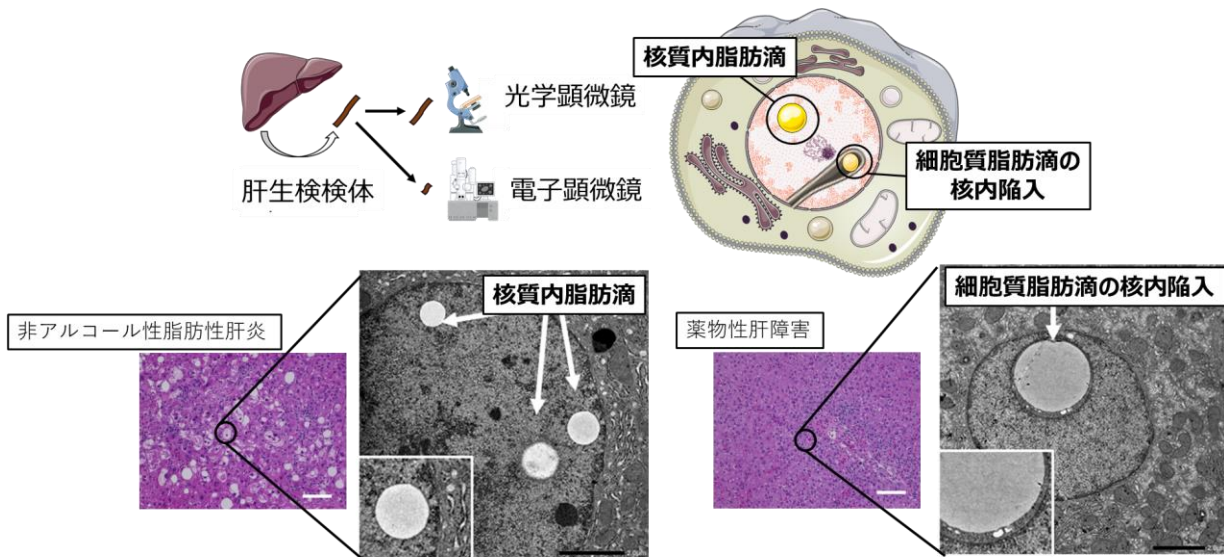 光学顕微鏡
肝生検検体
電子顕微鏡
核質内脂肪滴
細胞質脂肪滴の
核内陥入
非アルコール性脂肪性肝炎
核質内脂肪滴
薬物性肝障害
細胞質脂肪滴の核内陥入